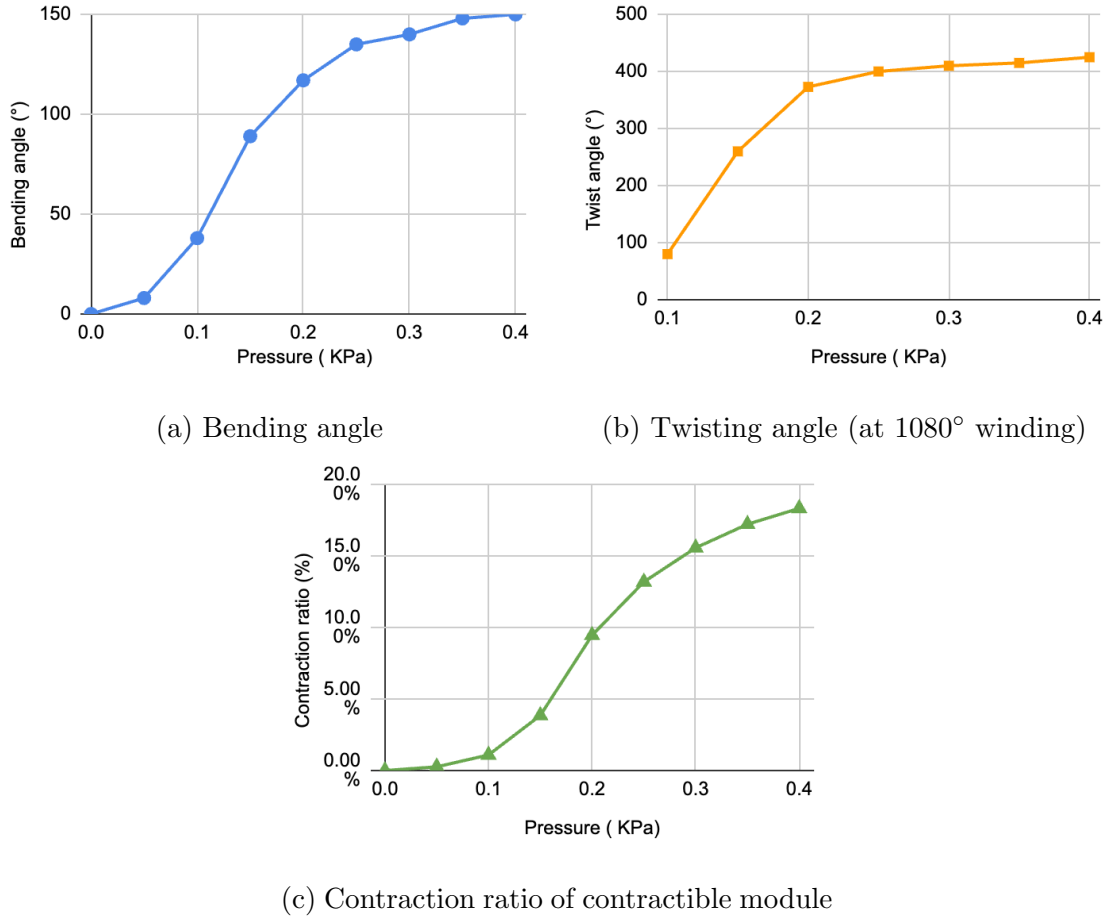 150
100
50
0
Bending angle (°)
0.0 0.1 0.2 0.3 0.4
Pressure ( KPa)
500
400
300
200
100
0
Twist angle (°)
0.1 0.2 0.3 0.4
Pressure ( KPa)
(a) Bending angle
(b) Twisting angle (at 1080° winding)
20.0
0%
15.0
0%
10.0
0%
5.00
%
0.00
%
Contraction ratio (%)
0.0 0.1 0.2 0.3 0.4
Pressure ( KPa)
(c) Contraction ratio of contractible module